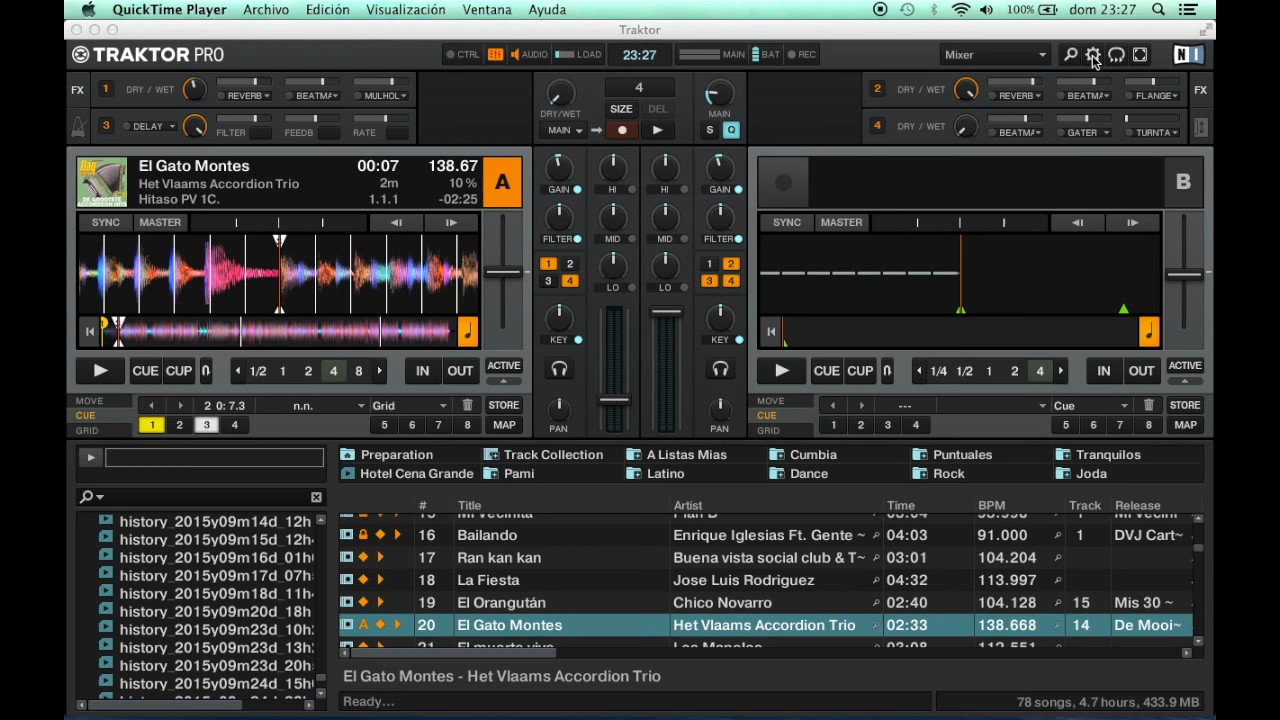 QuickTime Player Archivo Edición Visualización Ventana Ayuda 100% dom 23:27
Traktor
TRAKTOR PRO CTRL AUDIO LOAD 23:27 MAIN BAT REC Mixer
FX 1 DRY / WET REVERB BEATMA MULHOL
3 DELAY FILTER FEEDB RATE
4
SIZE DEL
DRY/WET MAIN
MAIN S Q
2 DRY / WET REVERB BEATMA FLANGE FX
4 DRY / WET BEATMA GATER TURNTA
El Gato Montes 00:07 138.67
Het Vlaams Accordion Trio 2m 10 %
Hitaso PV 1C. 1.1.1 -02:25
A
SYNC MASTER
GAIN HI HI GAIN
FILTER MID MID FILTER
1 2 1 2
3 4 3 4
LO LO
KEY KEY
PAN PAN
B
SYNC MASTER
CUE CUP 1/2 1 2 4 8 IN OUT ACTIVE
MOVE
CUE 2 0: 7.3 n.n. Grid STORE
GRID 1 2 3 4 5 6 7 8 MAP
CUE CUP 1/4 1/2 1 2 4 IN OUT ACTIVE
MOVE
CUE --- Cue STORE
GRID 1 2 3 4 5 6 7 8 MAP
Preparation Track Collection A Listas Mias Cumbia Puntuales Tranquilos
Hotel Cena Grande Pami Latino Dance Rock Joda
history_2015y09m14d_12h
history_2015y09m15d_12h
history_2015y09m16d_01h
history_2015y09m17d_07h
history_2015y09m18d_11h
history_2015y09m20d_18h
history_2015y09m23d_10h
history_2015y09m23d_13h
history_2015y09m23d_20h
history_2015y09m24d_15h
# Title Artist Time BPM Track Release
16 Bailando Enrique Iglesias Ft. Gente ~ 04:03 91.000 1 DVJ Cart~
17 Ran kan kan Buena vista social club & T~ 03:01 104.204
18 La Fiesta Jose Luis Rodriguez 04:32 113.997
19 El Orangután Chico Novarro 02:40 104.128 15 Mis 30 ~
A 20 El Gato Montes Het Vlaams Accordion Trio 02:33 138.668 14 De Mooi~
El Gato Montes - Het Vlaams Accordion Trio
Ready... 78 songs, 4.7 hours, 433.9 MB